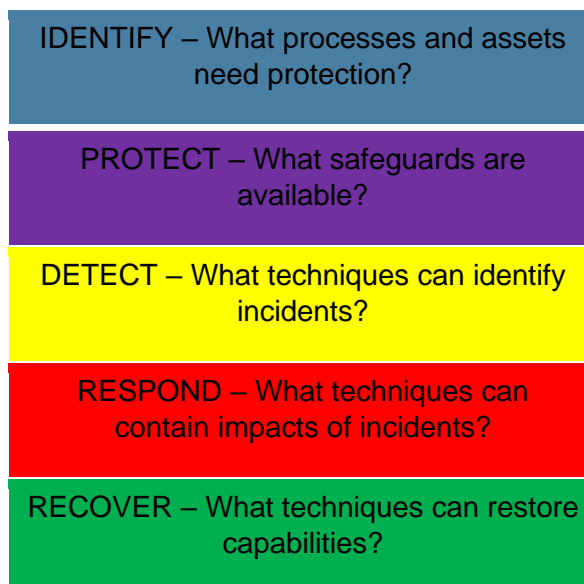 IDENTIFY – What processes and assets
need protection?
PROTECT – What safeguards are
available?
DETECT – What techniques can identify
incidents?
RESPOND – What techniques can
contain impacts of incidents?
RECOVER – What techniques can restore
capabilities?